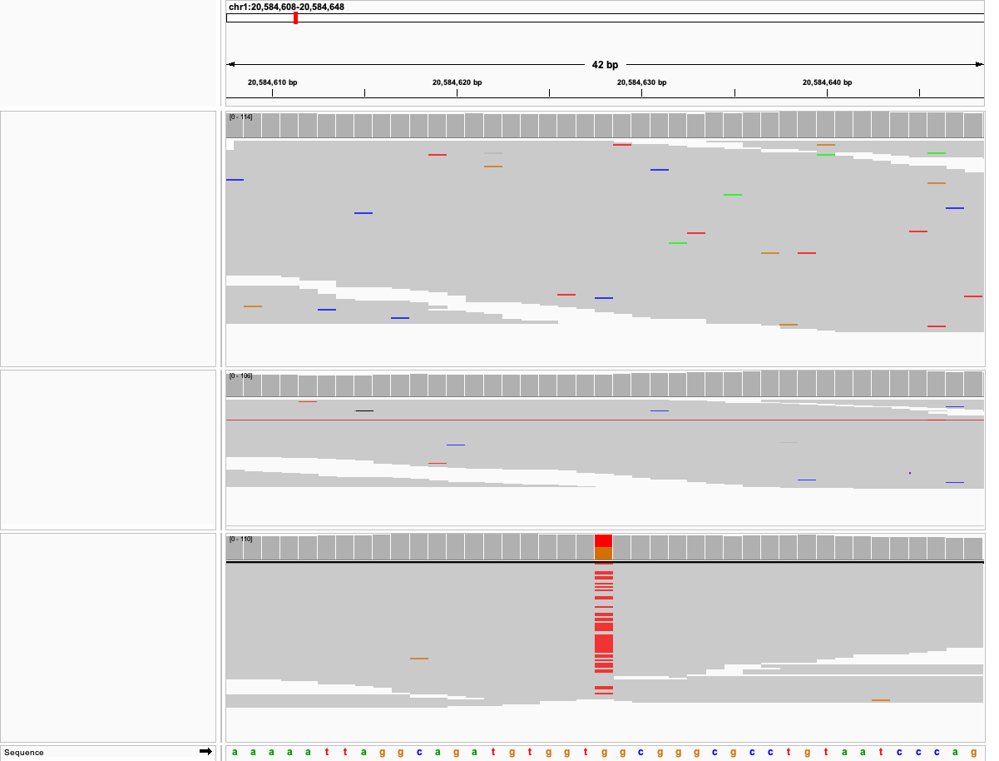 chr1:20,584,608-20,584,648
42 bp
20,584,610 bp 20,584,620 bp 20,584,630 bp 20,584,640 bp
[0 - 114]
[0 - 106]
[0 - 110]
Sequence a a a a a t t a g g c a g a t g t g g t g g c g g g c g c c t g t a a t c c c a g